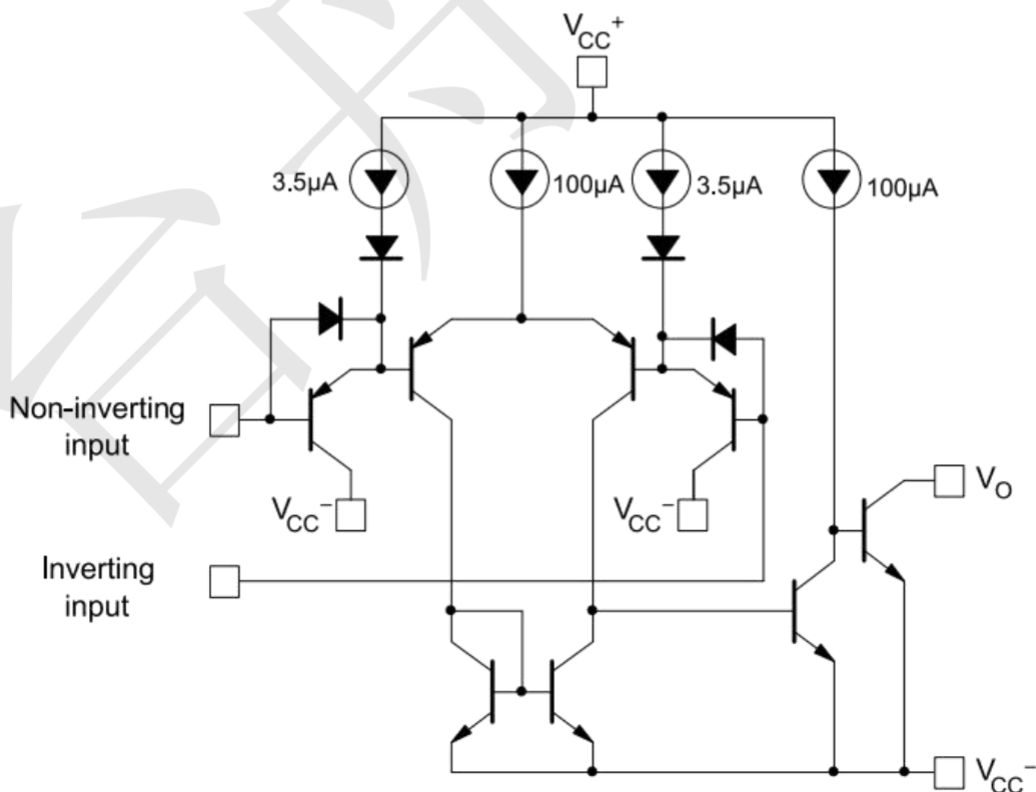 VCC+
3.5µA
100µA
3.5µA
100µA
Non-inverting
input
VCC−
VCC−
VO
Inverting
input
VCC−